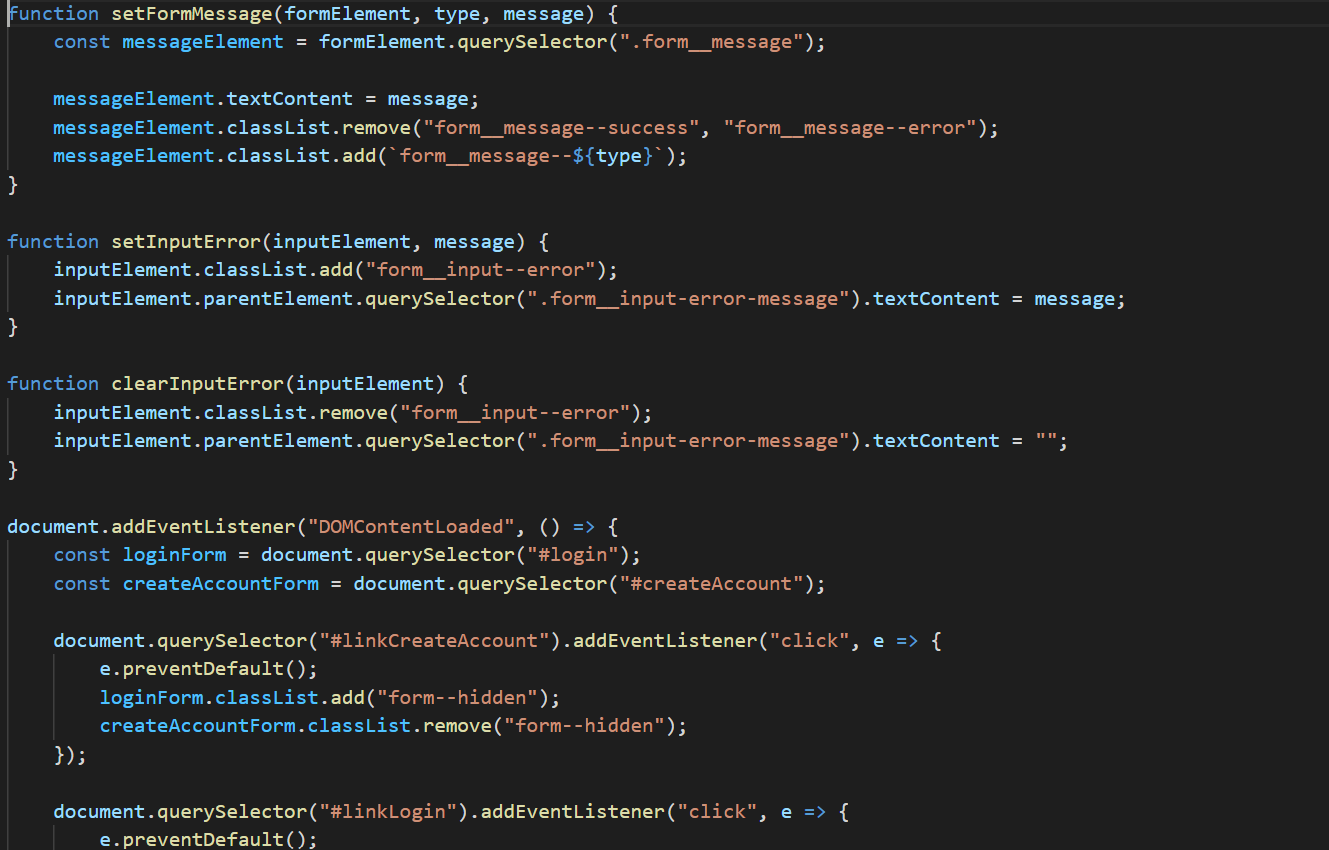 function setFormMessage(formElement, type, message) {
    const messageElement = formElement.querySelector(".form__message");

    messageElement.textContent = message;
    messageElement.classList.remove("form__message--success", "form__message--error");
    messageElement.classList.add(`form__message--${type}`);
}

function setInputError(inputElement, message) {
    inputElement.classList.add("form__input--error");
    inputElement.parentElement.querySelector(".form__input-error-message").textContent = message;
}

function clearInputError(inputElement) {
    inputElement.classList.remove("form__input--error");
    inputElement.parentElement.querySelector(".form__input-error-message").textContent = "";
}

document.addEventListener("DOMContentLoaded", () => {
    const loginForm = document.querySelector("#login");
    const createAccountForm = document.querySelector("#createAccount");

    document.querySelector("#linkCreateAccount").addEventListener("click", e => {
        e.preventDefault();
        loginForm.classList.add("form--hidden");
        createAccountForm.classList.remove("form--hidden");
    });

    document.querySelector("#linkLogin").addEventListener("click", e => {
        e.preventDefault();